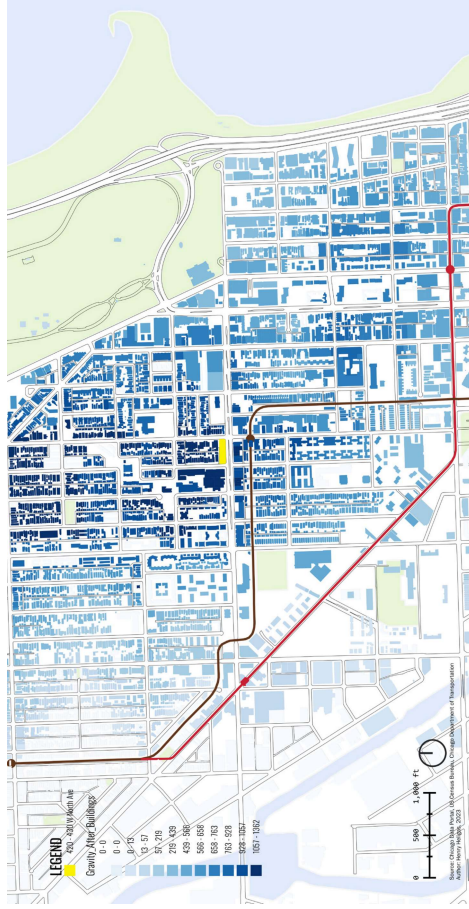 LEGEND
420 - 430 W North Ave
Gravity_After_Buildings
0 - 0
0 - 0
0 - 13
13 - 57
57 - 219
219 - 439
439 - 566
566 - 658
658 - 763
763 - 928
928 - 1057
1057 - 1362
0 500 1,000 ft
Source: Chicago Data Portal, US Census Bureau, Chicago Department of Transportation
Author: Henry 2023